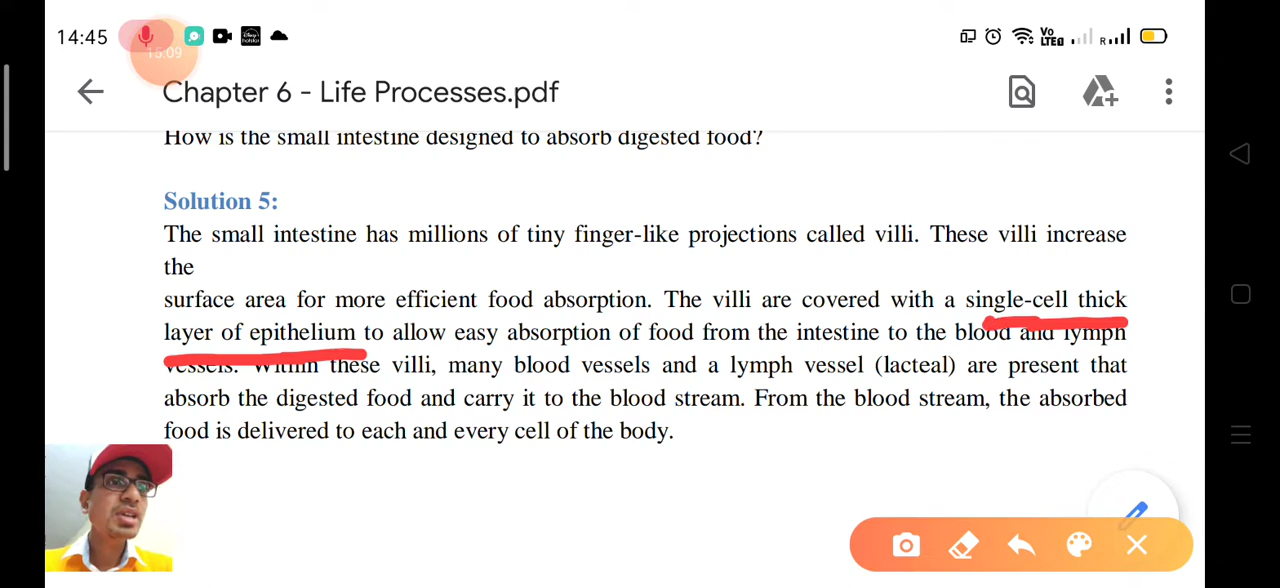 14:45
15:09
Vo
LTE
R
Chapter 6 - Life Processes.pdf
How is the small intestine designed to absorb digested food?
Solution 5:
The small intestine has millions of tiny finger-like projections called villi. These villi increase
the
surface area for more efficient food absorption. The villi are covered with a single-cell thick
layer of epithelium to allow easy absorption of food from the intestine to the blood and lymph
vessels. Within these villi, many blood vessels and a lymph vessel (lacteal) are present that
absorb the digested food and carry it to the blood stream. From the blood stream, the absorbed
food is delivered to each and every cell of the body.